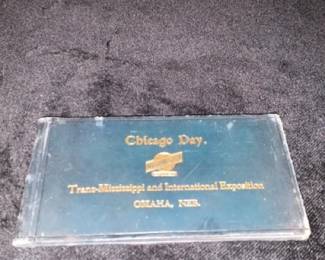 Chicago Day.
Trans-Mississippi and International Exposition
OMAHA, NEB.